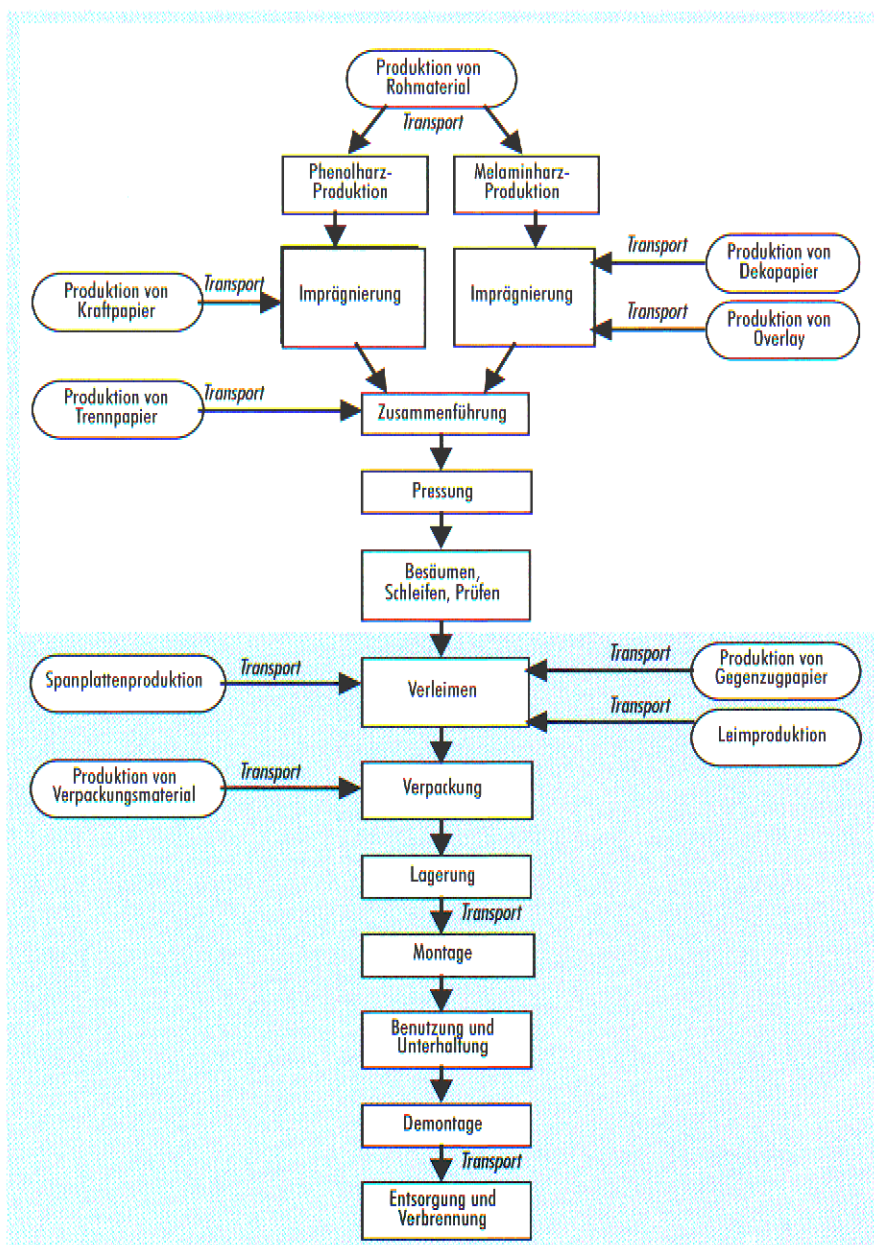 Produktion von
Rohmaterial
Transport
Phenalharz-
Produktion
Melaminharz-
Produktion
Imprägnierung
Imprägnierung
Transport
Produktion von
Dekopapier
Produktion von
Kraftpapier
Transport
Transport
Produktion von
Overlay
Produktion von
Trennpapier
Transport
Zusammenführung
Pressung
Besäumen,
Schleifen, Prüfen
Spanplattenproduktion
Transport
Verleimen
Transport
Produktian von
Gegenzugpapier
Transport
Leimproduktion
Produktion von
Verpackungsmaterial
Transport
Verpackung
Lagerung
Transport
Montage
Benutzung und
Unterhaltung
Demontage
Transport
Entsorgung und
Verbrennung